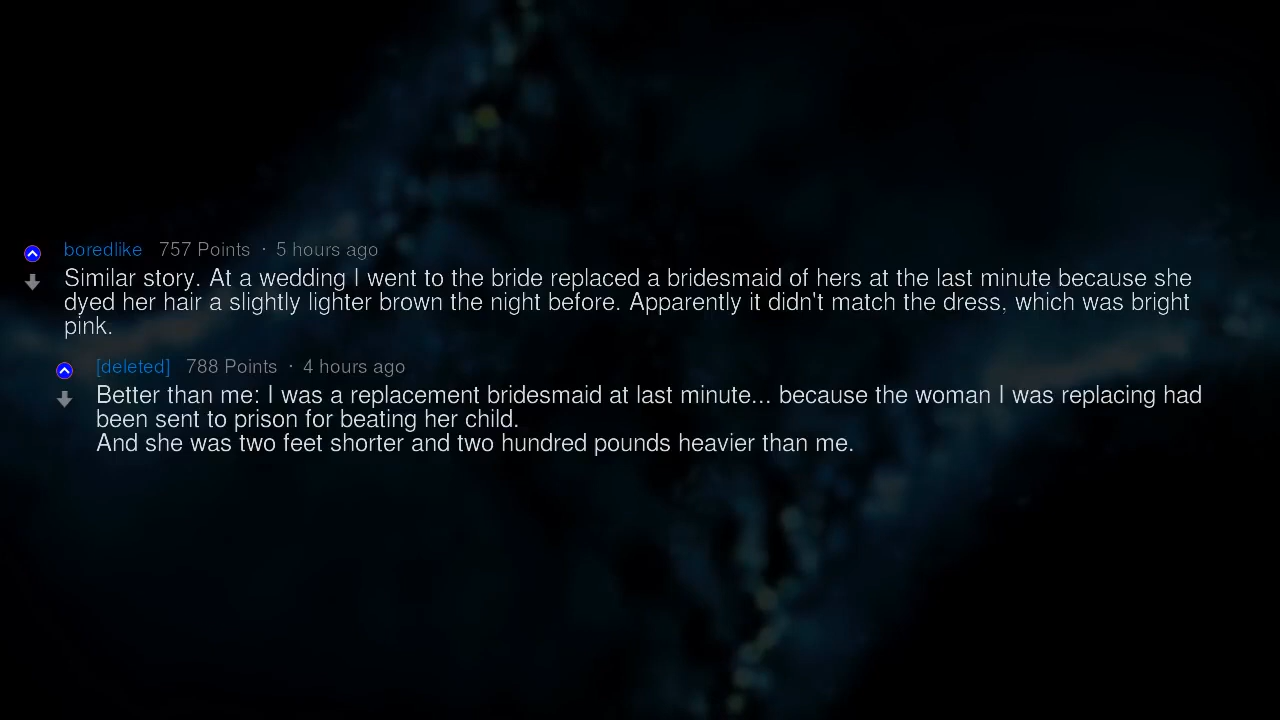 boredlike 757 Points · 5 hours ago
Similar story. At a wedding I went to the bride replaced a bridesmaid of hers at the last minute because she
dyed her hair a slightly lighter brown the night before. Apparently it didn't match the dress, which was bright
pink.
[deleted] 788 Points · 4 hours ago
Better than me: I was a replacement bridesmaid at last minute... because the woman I was replacing had
been sent to prison for beating her child.
And she was two feet shorter and two hundred pounds heavier than me.